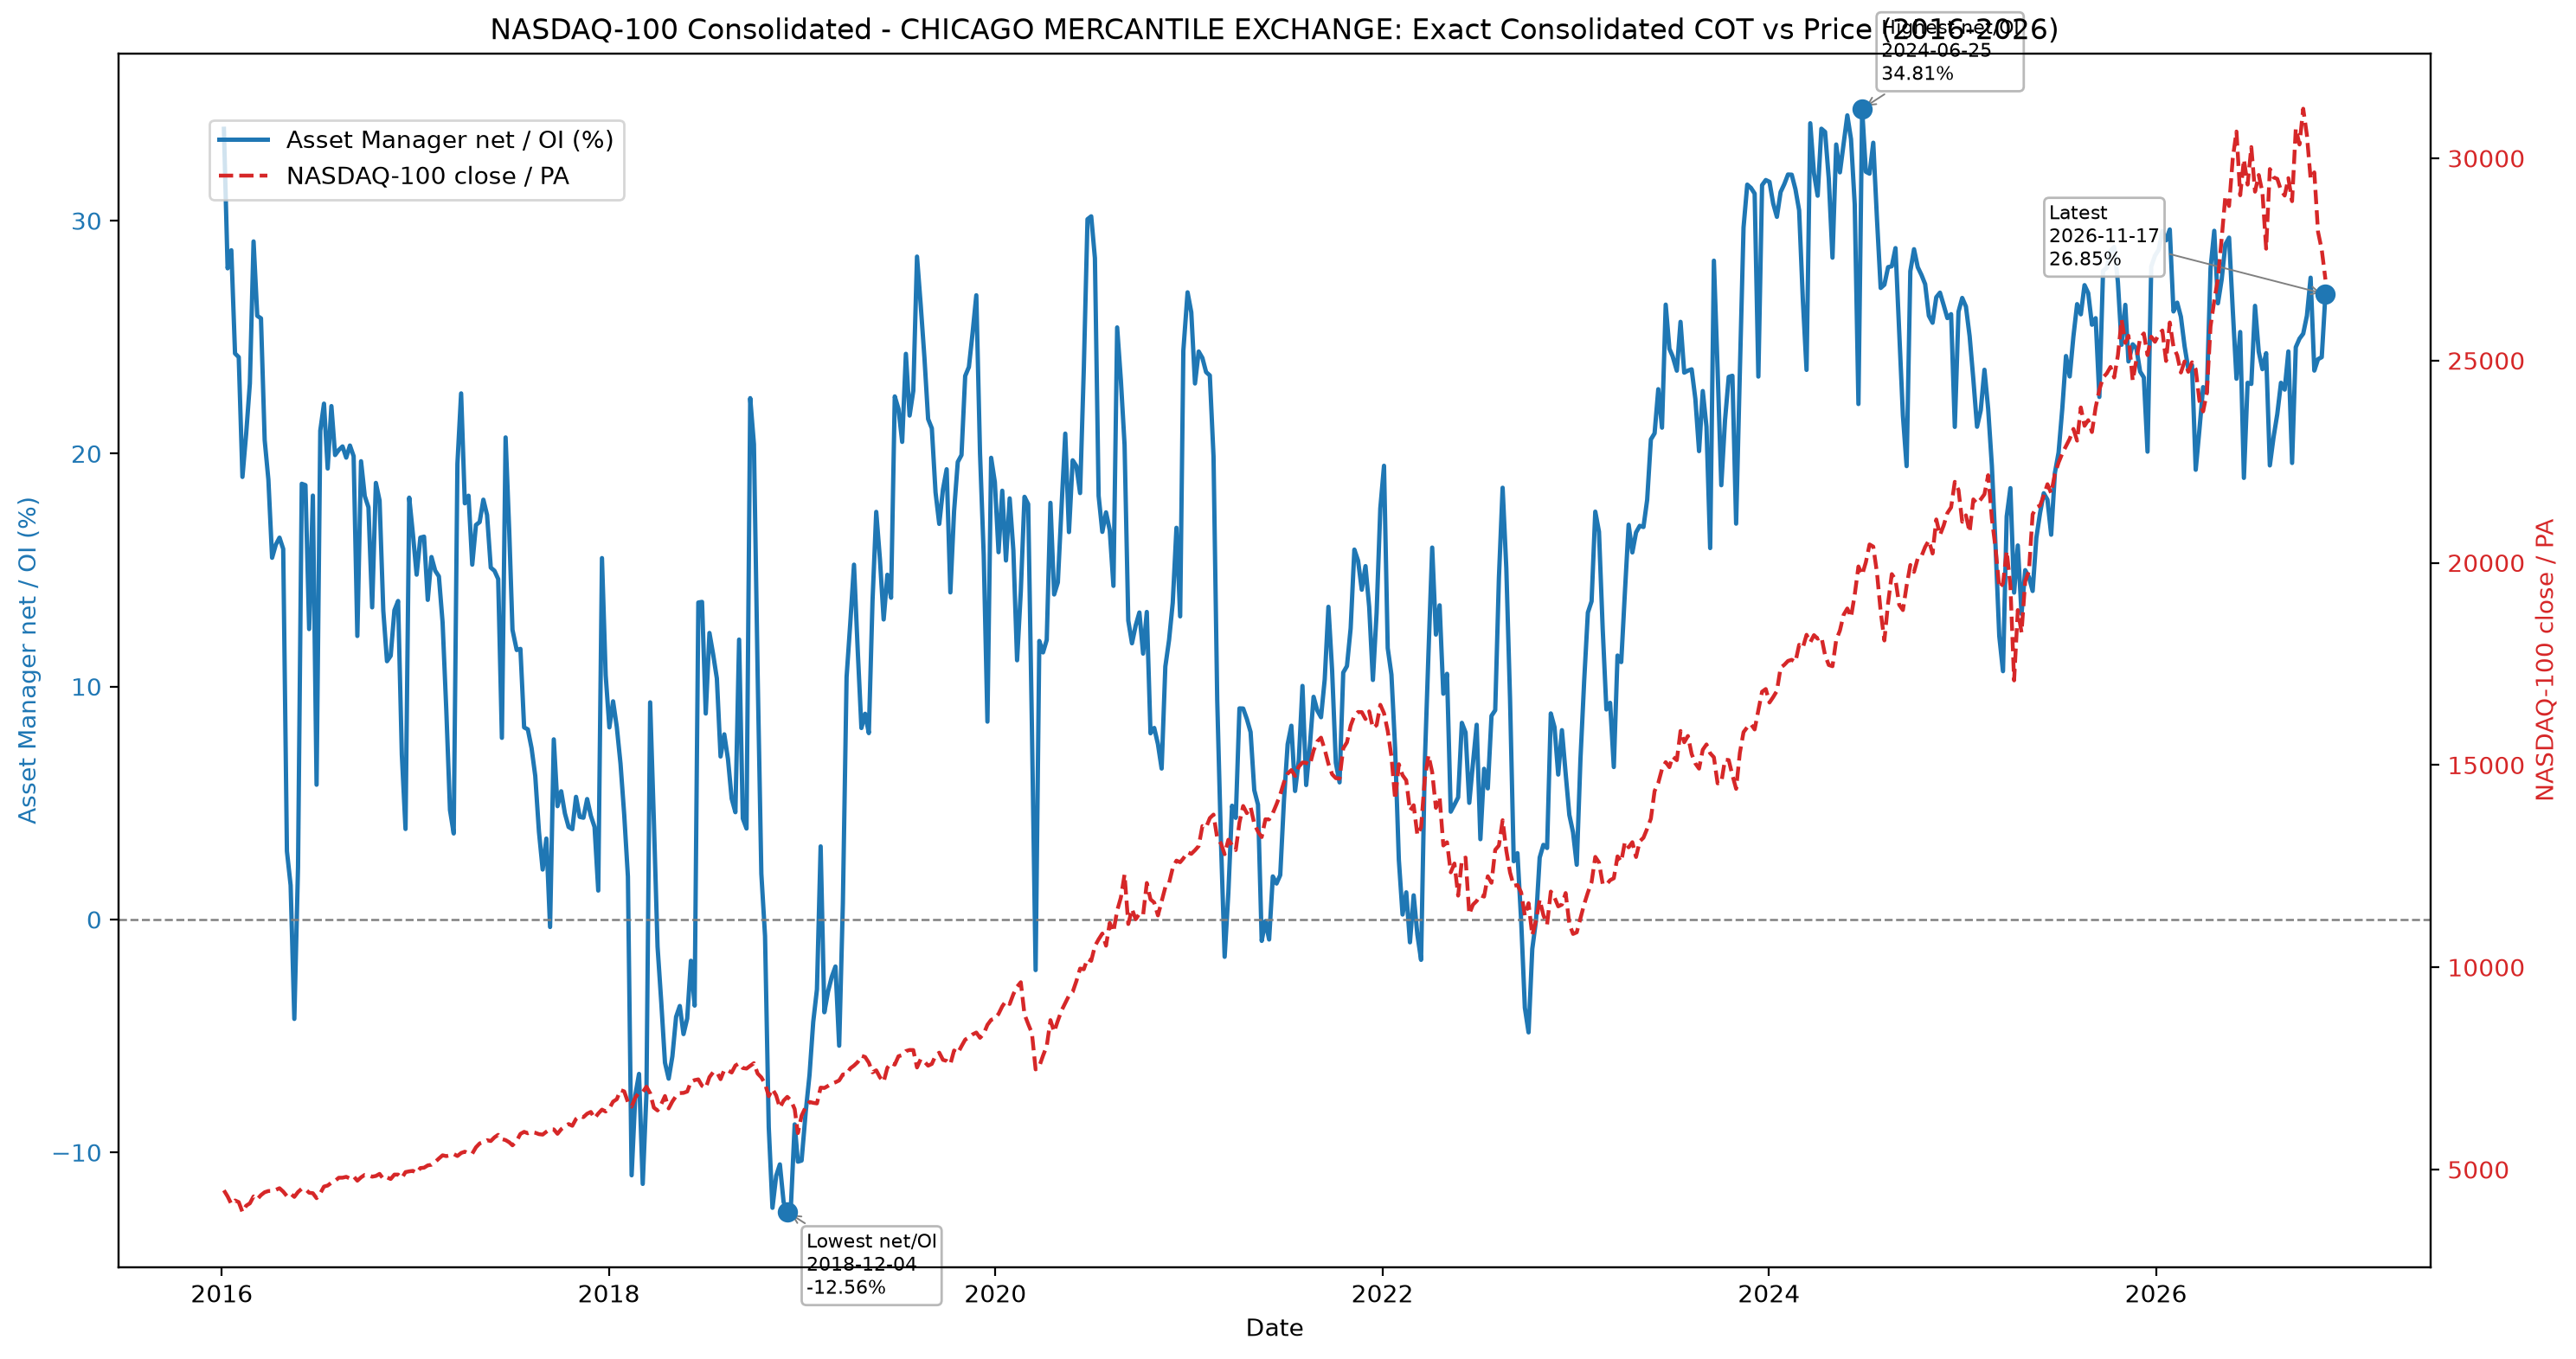 NASDAQ-100 Consolidated - CHICAGO MERCANTILE EXCHANGE: Exact Consolidated COT vs Price (2016-2026)
Highest net/OI
2024-06-25
34.81%
Asset Manager net / OI (%)
NASDAQ-100 close / PA
Latest
2026-11-17
26.85%
Lowest net/OI
2018-12-04
-12.56%
30
20
10
0
−10
Asset Manager net / OI (%)
30000
25000
20000
15000
10000
5000
NASDAQ-100 close / PA
2016
2018
2020
2022
2024
2026
Date